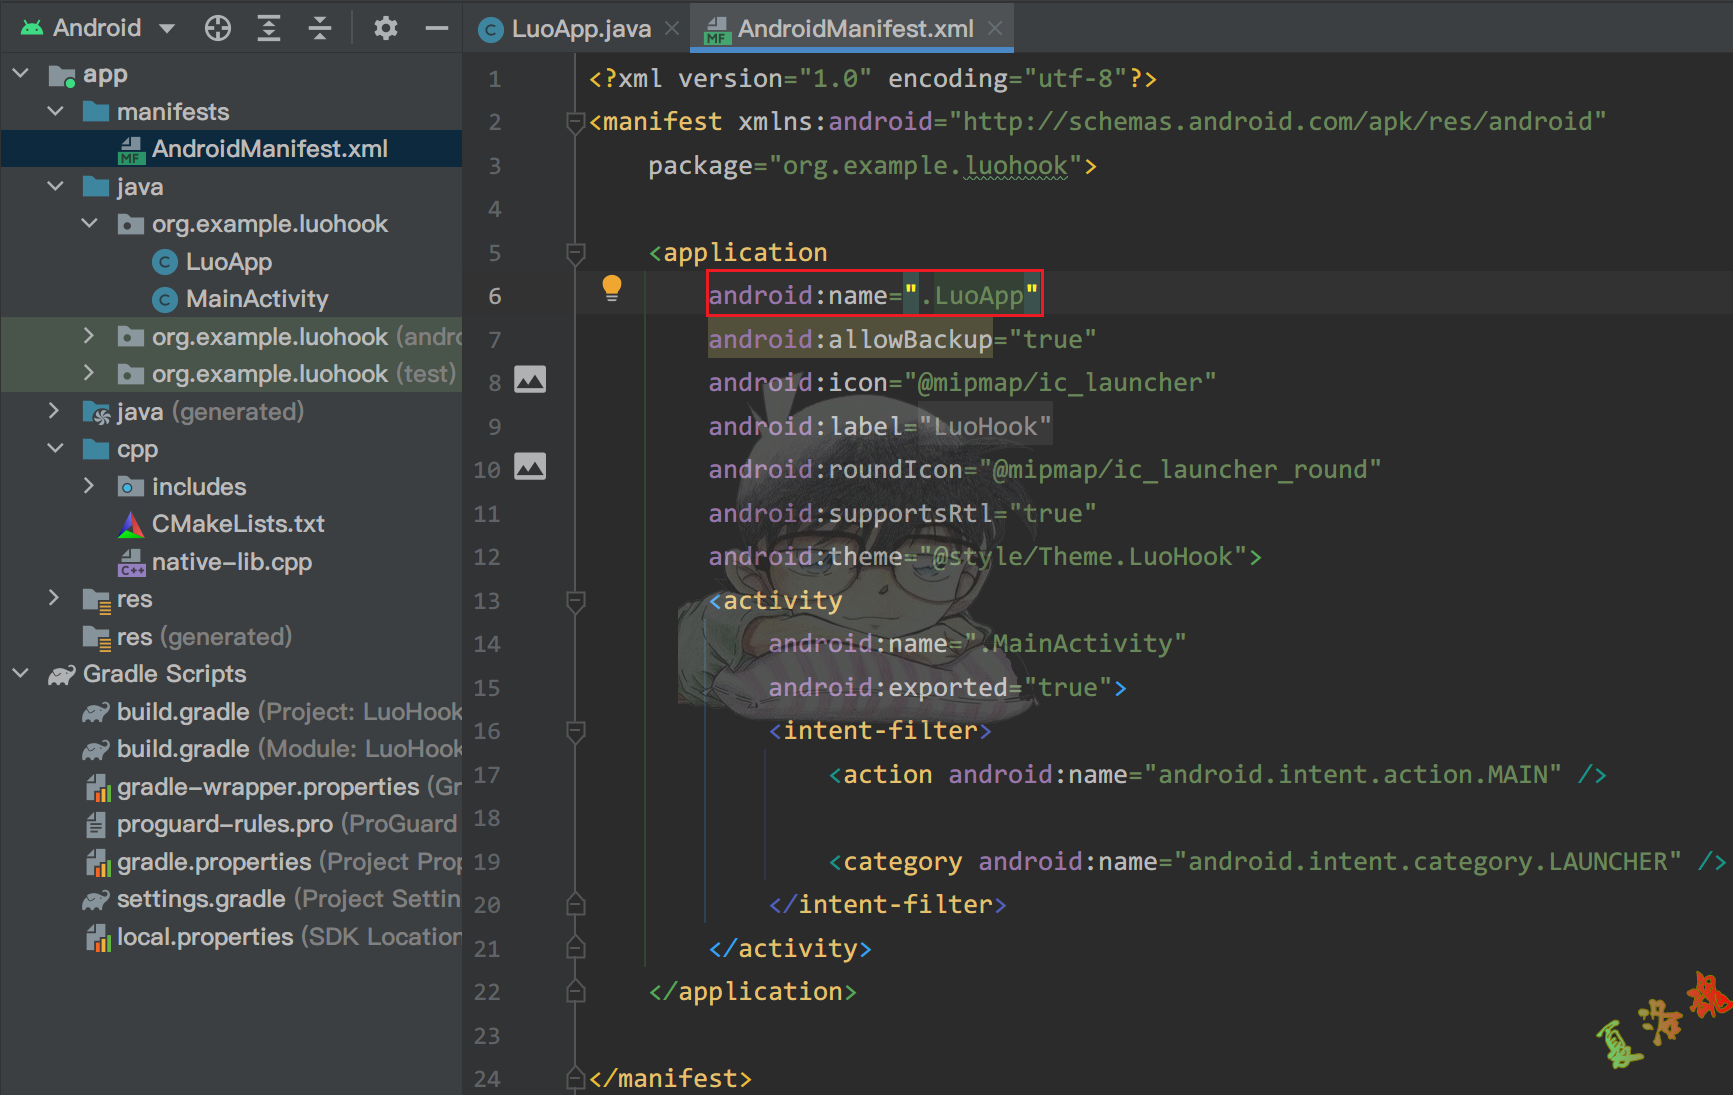 Android
LuoApp.java
AndroidManifest.xml
app
manifests
AndroidManifest.xml
java
org.example.luohook
LuoApp
MainActivity
org.example.luohook (andro
org.example.luohook (test)
java (generated)
cpp
includes
CMakeLists.txt
native-lib.cpp
res
res (generated)
Gradle Scripts
build.gradle (Project: LuoHook
build.gradle (Module: LuoHook
gradle-wrapper.properties (Gr
proguard-rules.pro (ProGuard
gradle.properties (Project Prop
settings.gradle (Project Settin
local.properties (SDK Location
1 <?xml version="1.0" encoding="utf-8"?>
2 <manifest xmlns:android="http://schemas.android.com/apk/res/android"
3 package="org.example.luohook">
4
5 <application
6 android:name=".LuoApp"
7 android:allowBackup="true"
8 android:icon="@mipmap/ic_launcher"
9 android:label="LuoHook"
10 android:roundIcon="@mipmap/ic_launcher_round"
11 android:supportsRtl="true"
12 android:theme="@style/Theme.LuoHook">
13 <activity
14 android:name=".MainActivity"
15 android:exported="true">
16 <intent-filter>
17 <action android:name="android.intent.action.MAIN" />
18
19 <category android:name="android.intent.category.LAUNCHER" />
20 </intent-filter>
21 </activity>
22 </application>
23
24 </manifest>
夏洛